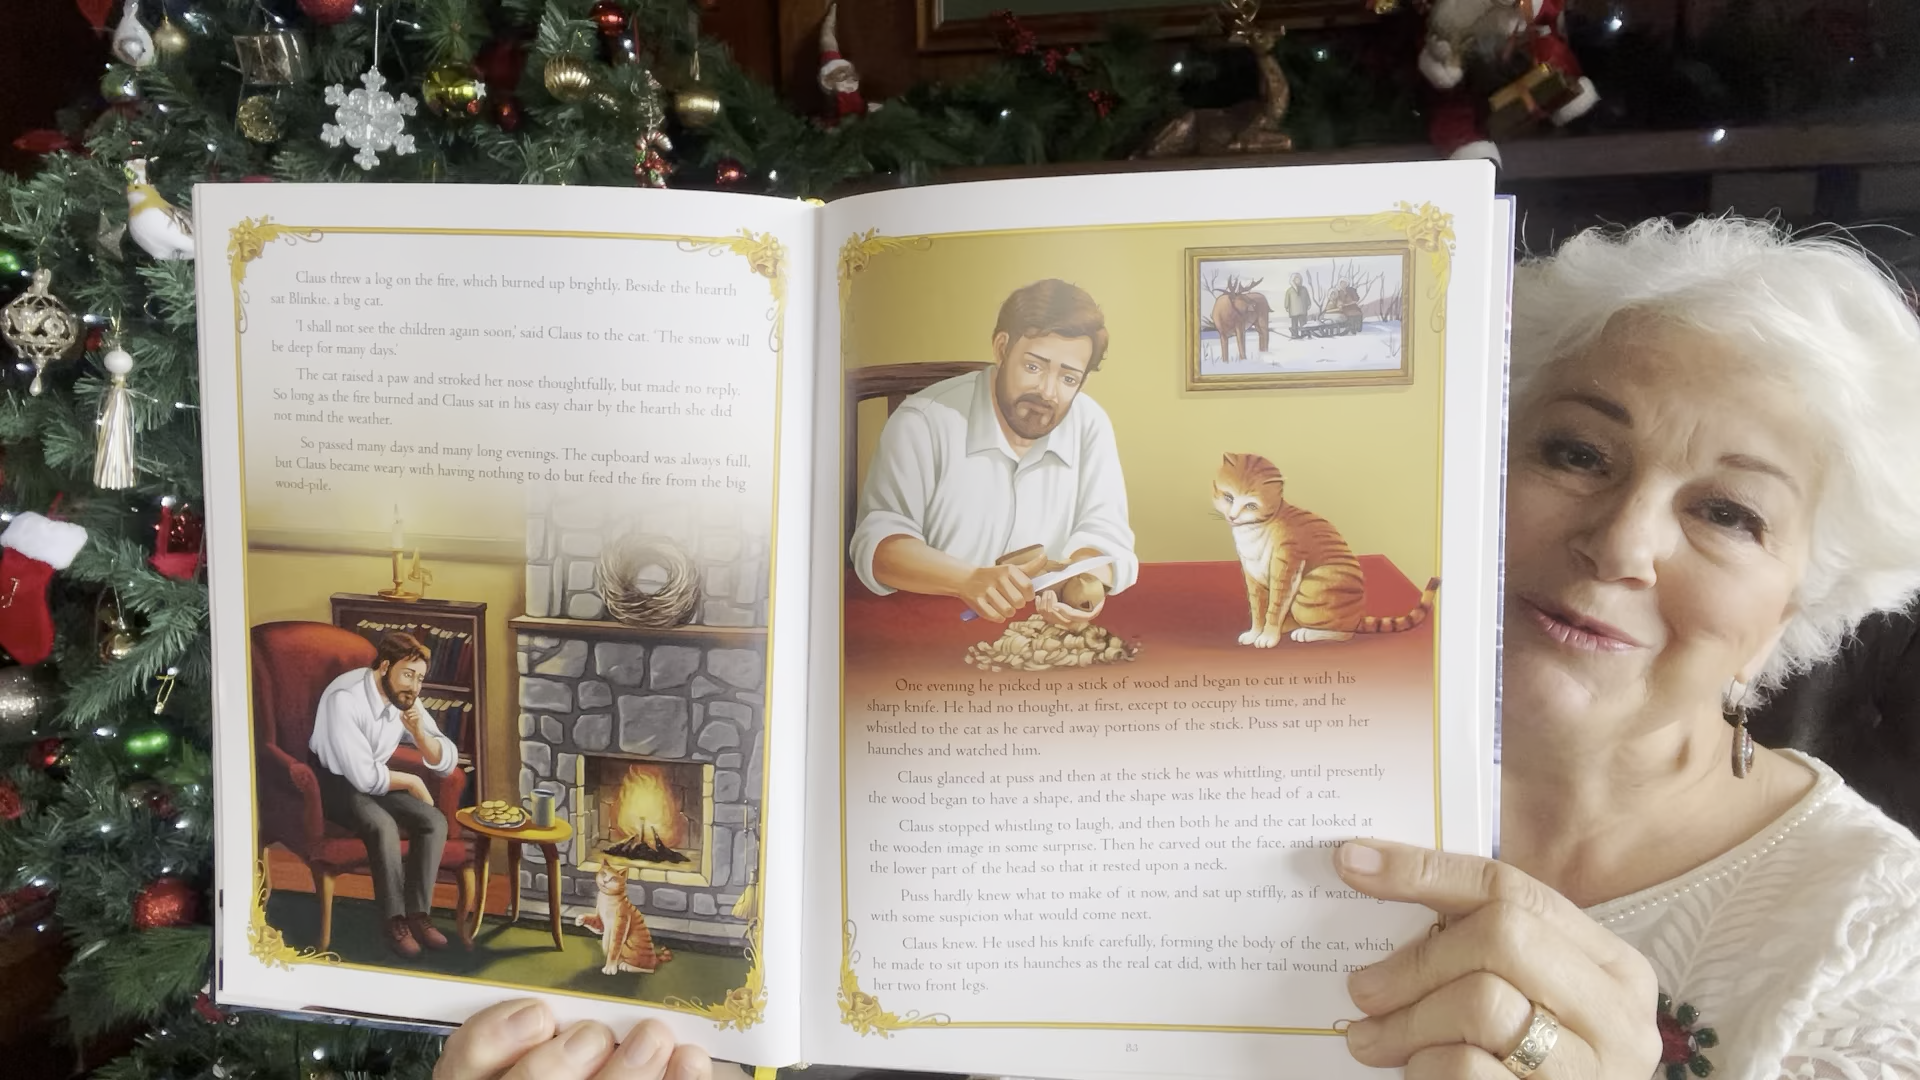 Claus threw a log on the fire, which burned up brightly. Beside the hearth
sat Blinkie, a big cat.
'I shall not see the children again soon,' said Claus to the cat. 'The snow will
be deep for many days.'
The cat raised a paw and stroked her nose thoughtfully, but made no reply.
So long as the fire burned and Claus sat in his easy chair by the hearth she did
not mind the weather.
So passed many days and many long evenings. The cupboard was always full,
but Claus became weary with having nothing to do but feed the fire from the big
wood-pile.
One evening he picked up a stick of wood and began to cut it with his
sharp knife. He had no thought, at first, except to occupy his time, and he
whistled to the cat as he carved away portions of the stick. Puss sat up on her
haunches and watched him.
Claus glanced at puss and then at the stick he was whittling, until presently
the wood began to have a shape, and the shape was like the head of a cat.
Claus stopped whistling to laugh, and then both he and the cat looked at
the wooden image in some surprise. Then he carved out the face, and
the lower part of the head so that it rested upon a neck.
Puss hardly knew what to make of it now, and sat up stiffly, as if
with some suspicion what would come next.
Claus knew. He used his knife carefully, forming the body of the cat, which
he made to sit upon its haunches as the real cat did, with her tail wound
her two front legs.
83